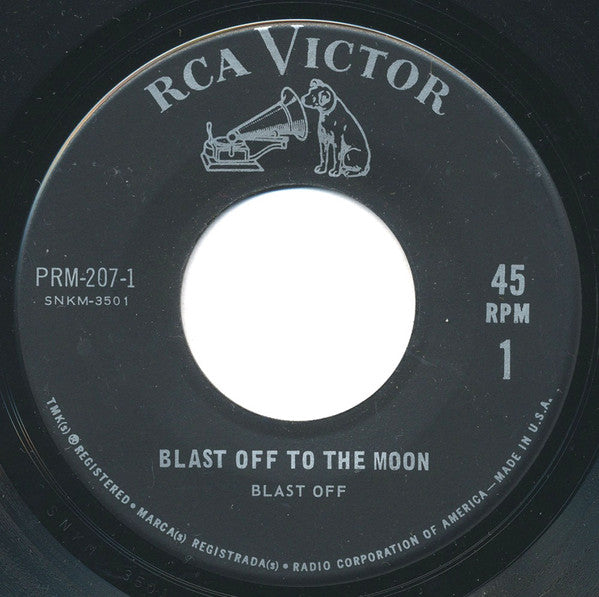 RCA VICTOR
PRM-207-1
SNKM-3501
45
RPM
1
BLAST OFF TO THE MOON
BLAST OFF
TMK(s) ® REGISTERED • MARCA(s) REGISTRADA(s) • RADIO CORPORATION OF AMERICA—MADE IN U.S.A.